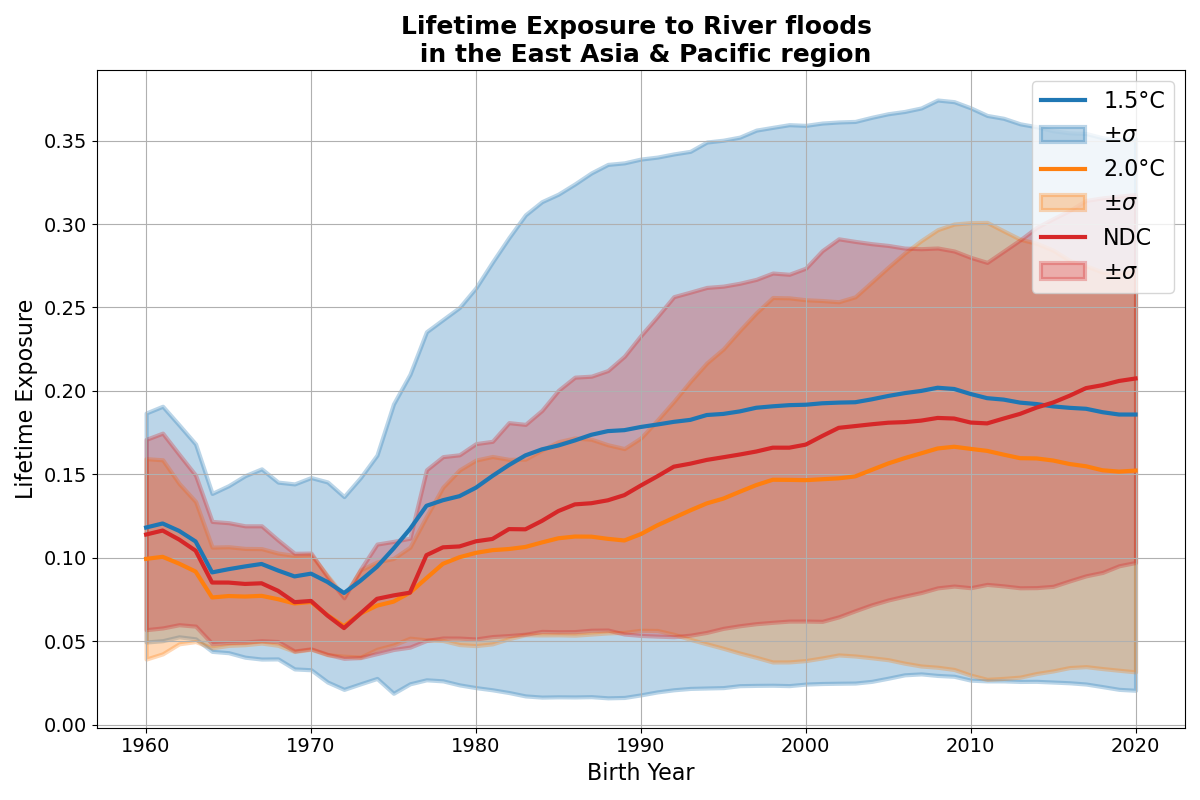 Lifetime Exposure to River floods
in the East Asia & Pacific region
Lifetime Exposure
0.35
0.30
0.25
0.20
0.15
0.10
0.05
0.00
1960 1970 1980 1990 2000 2010 2020
Birth Year
1.5°C
±σ
2.0°C
±σ
NDC
±σ